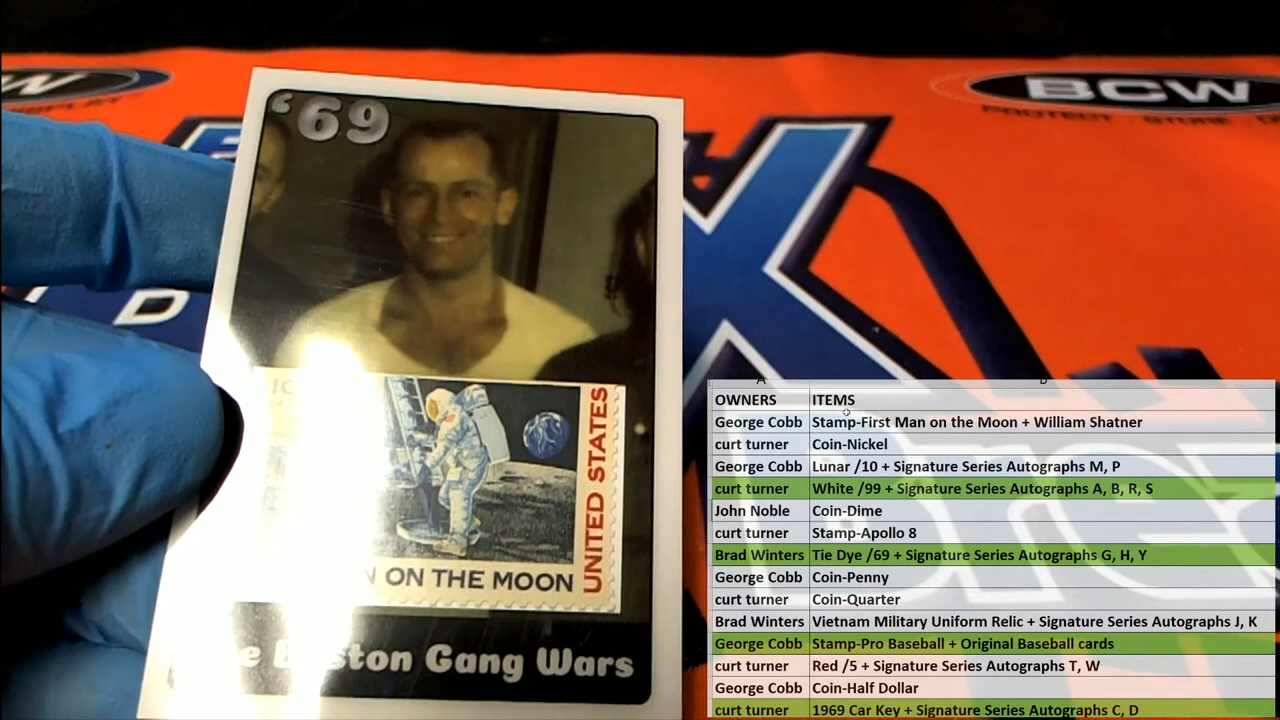 '69
UNITED STATES
ON THE MOON
Gang Wars
BCW
PROTECT STORE
D
OWNERS ITEMS
George Cobb Stamp-First Man on the Moon + William Shatner
curt turner Coin-Nickel
George Cobb Lunar /10 + Signature Series Autographs M, P
curt turner White /99 + Signature Series Autographs A, B, R, S
John Noble Coin-Dime
curt turner Stamp-Apollo 8
Brad Winters Tie Dye /69 + Signature Series Autographs G, H, Y
George Cobb Coin-Penny
curt turner Coin-Quarter
Brad Winters Vietnam Military Uniform Relic + Signature Series Autographs J, K
George Cobb Stamp-Pro Baseball + Original Baseball cards
curt turner Red /5 + Signature Series Autographs T, W
George Cobb Coin-Half Dollar
curt turner 1969 Car Key + Signature Series Autographs C, D